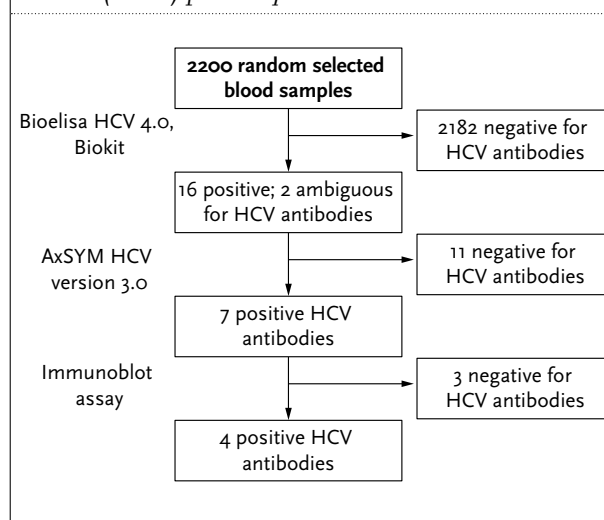 2200 random selected
blood samples
Bioelisa HCV 4.0,
Biokit
2182 negative for
HCV antibodies
16 positive; 2 ambiguous
for HCV antibodies
AxSYM HCV
version 3.0
11 negative for
HCV antibodies
7 positive HCV
antibodies
Immunoblot
assay
3 negative for
HCV antibodies
4 positive HCV
antibodies